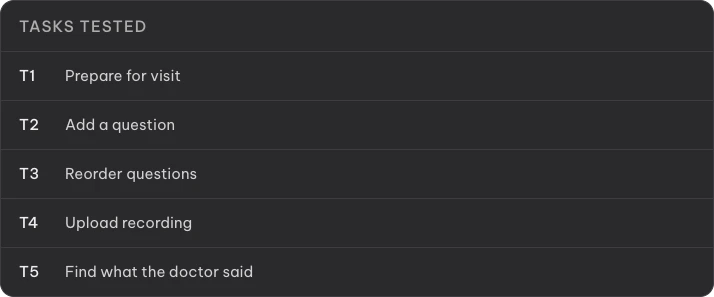 TASKS TESTED
T1 Prepare for visit
T2 Add a question
T3 Reorder questions
T4 Upload recording
T5 Find what the doctor said